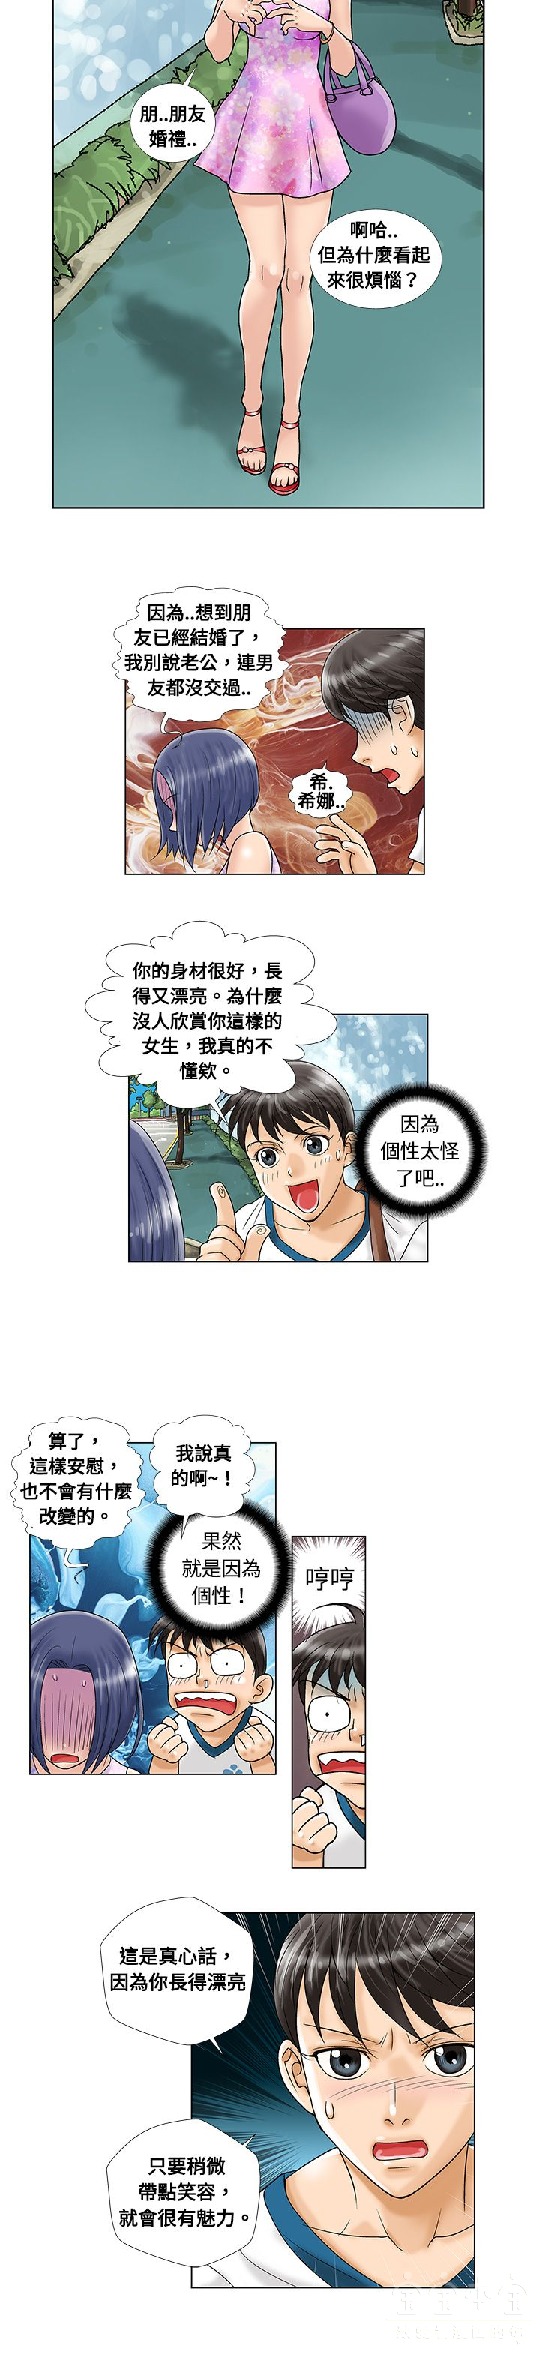 朋..朋友
婚禮..
啊哈..
但為什麼看起
來很煩惱？
因為..想到朋
友已經結婚了，
我別說老公，連男
友都沒交過..
希.
希娜..
你的身材很好，長
得又漂亮。為什麼
沒人欣賞你這樣的
女生，我真的不
懂欸。
因為
個性太怪
了吧..
算了，
這樣安慰，
也不會有什麼
改變的。
我說真
的啊~！
果然
就是因為
個性！
哼哼
這是真心話，
因為你長得漂亮
只要稍微
帶點笑容，
就會很有魅力。